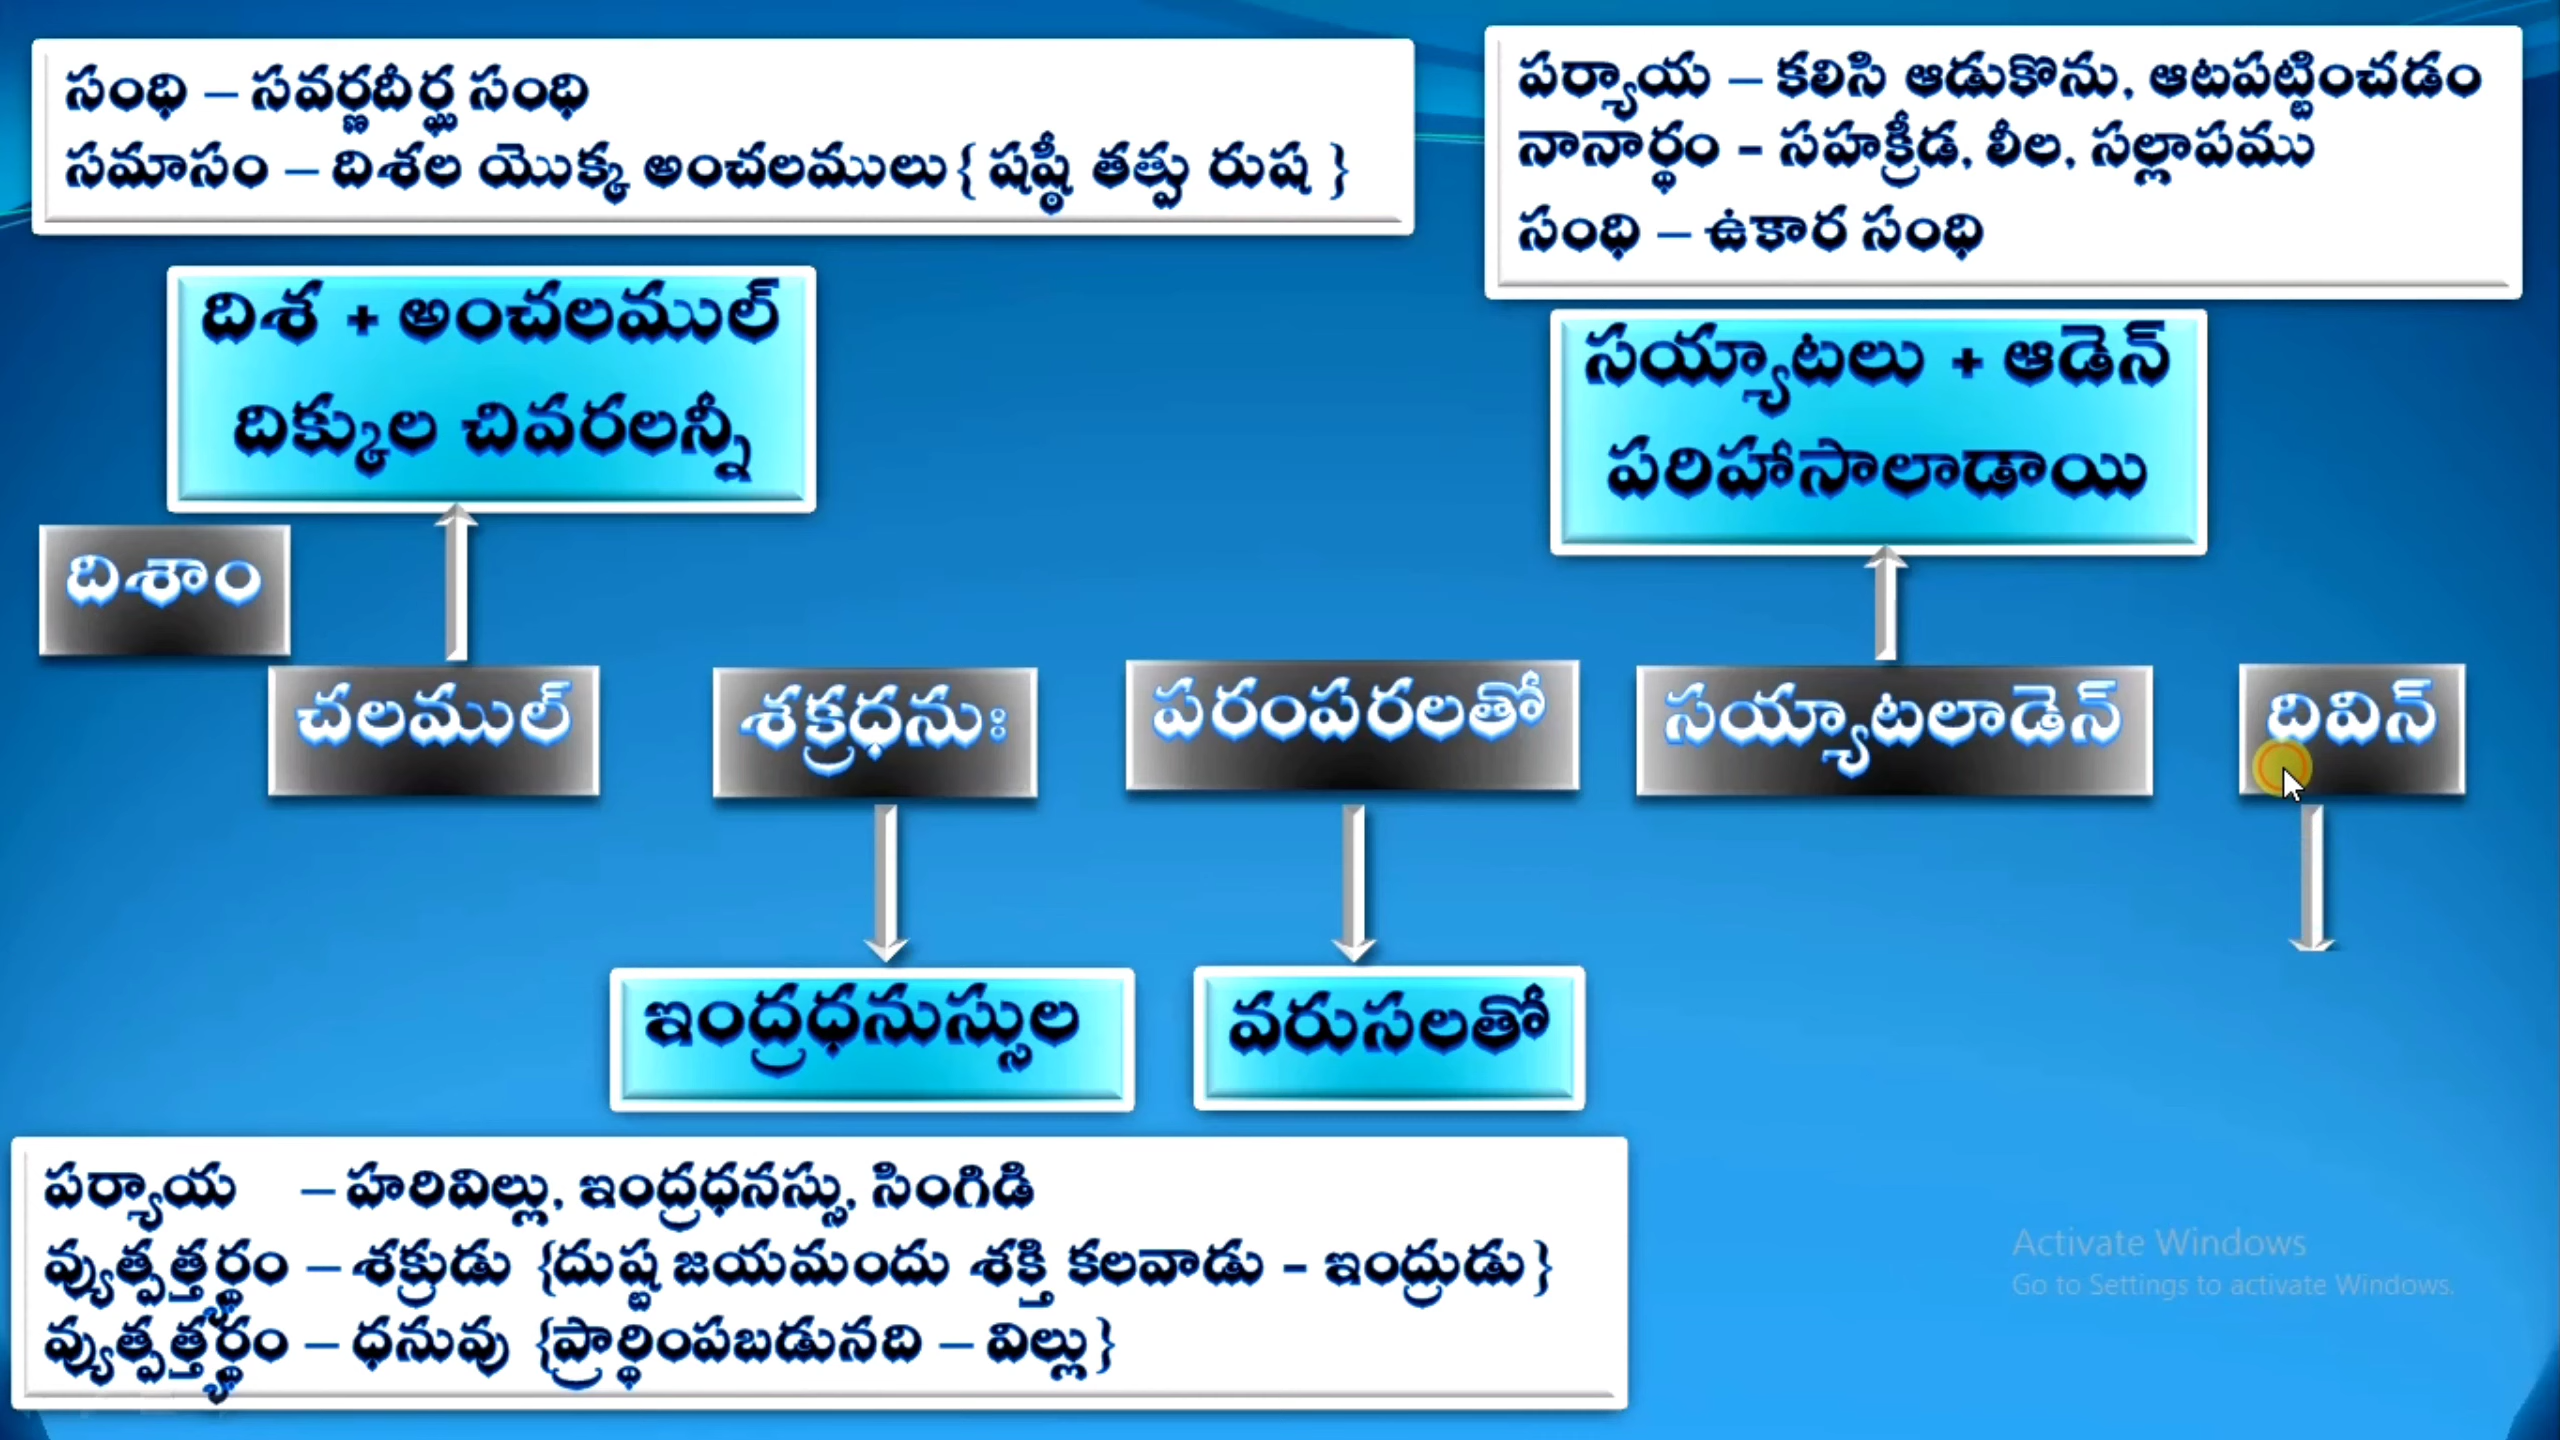 సంధి – సవర్ణదీర్ఘ సంధి
సమాసం – దిశల యొక్క అంచలములు{ షష్ఠీ తత్పు రుష }
పర్యాయ – కలిసి ఆడుకొను, ఆటపట్టించడం
నానార్థం - సహక్రీడ, లీల, సల్లాపము
సంధి – ఉకార సంధి
దిశ + అంచలముల్
దిక్కుల చివరలన్నీ
సయ్యాటలు + ఆడెన్
పరిహాసాలాడాయి
దిశాం
చలముల్
శక్రధనుః
పరంపరలతో
సయ్యాటలాడెన్
దివిన్
ఇంద్రధనుస్సుల
వరుసలతో
పర్యాయ – హరివిల్లు, ఇంద్రధనస్సు, సింగిడి
వ్యుత్పత్త్యర్థం – శక్రుడు {దుష్ట జయమందు శక్తి కలవాడు - ఇంద్రుడు}
వ్యుత్పత్త్యర్థం – ధనువు {ప్రార్థింపబడునది – విల్లు}
Activate Windows
Go to Settings to activate Windows.